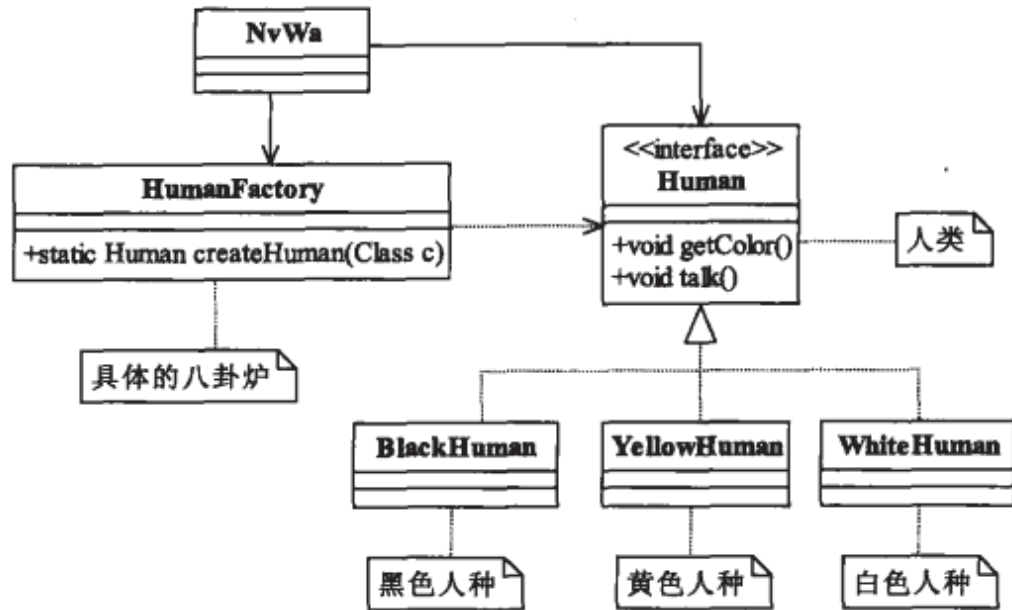 NvWa
<<interface>>
Human
+void getColor()
+void talk()
人类
HumanFactory
+static Human createHuman(Class c)
具体的八卦炉
BlackHuman
YellowHuman
WhiteHuman
黑色人种
黄色人种
白色人种